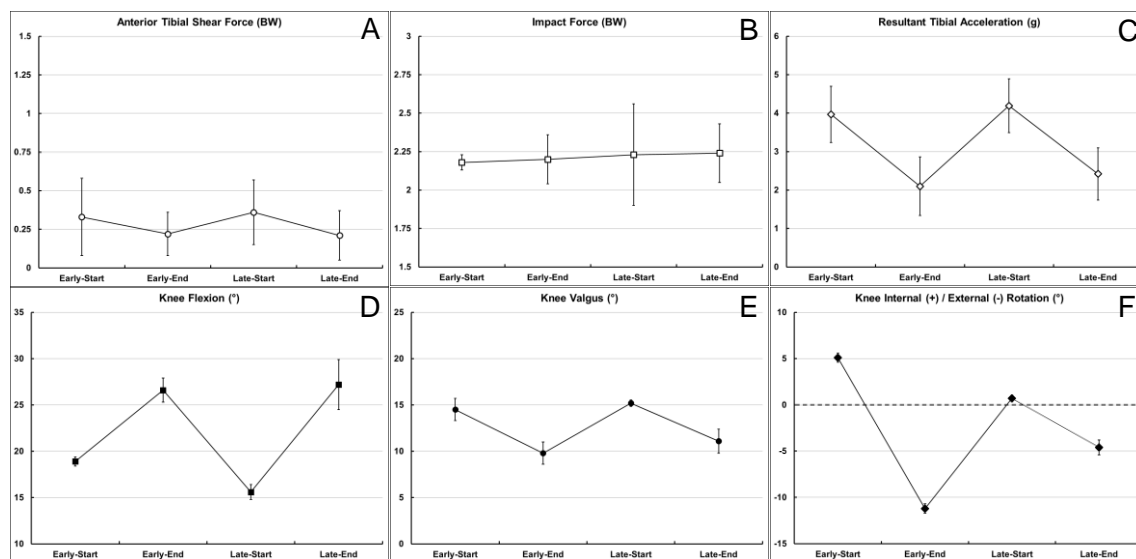 Anterior Tibial Shear Force (BW)
A
1.5
1.25
1
0.75
0.5
0.25
0
Early-Start Early-End Late-Start Late-End
Impact Force (BW)
B
3
2.75
2.5
2.25
2
1.75
1.5
Early-Start Early-End Late-Start Late-End
Resultant Tibial Acceleration (g)
C
6
5
4
3
2
1
0
Early-Start Early-End Late-Start Late-End
Knee Flexion (°)
D
35
30
25
20
15
10
Early-Start Early-End Late-Start Late-End
Knee Valgus (°)
E
25
20
15
10
5
0
Early-Start Early-End Late-Start Late-End
Knee Internal (+) / External (-) Rotation (°)
F
10
5
0
-5
-10
-15
Early-Start Early-End Late-Start Late-End